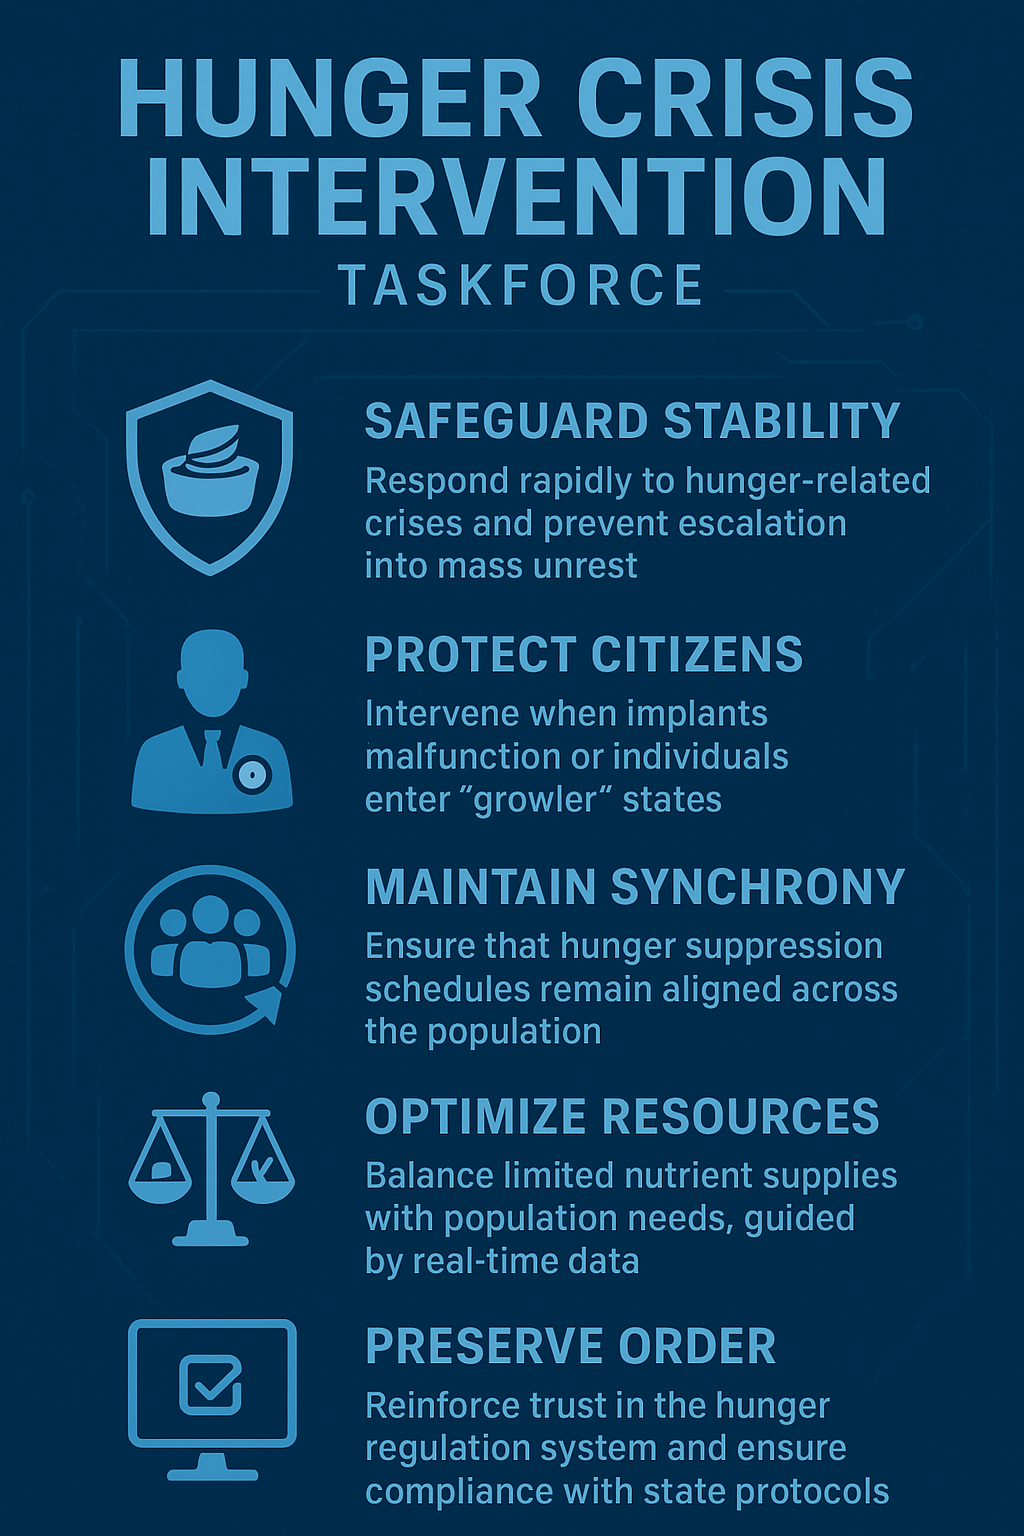 HUNGER CRISIS
INTERVENTION
TASKFORCE
SAFEGUARD STABILITY
Respond rapidly to hunger-related
crises and prevent escalation
into mass unrest
PROTECT CITIZENS
Intervene when implants
malfunction or individuals
enter “growler“ states
MAINTAIN SYNCHRONY
Ensure that hunger suppression
schedules remain aligned across
the population
OPTIMIZE RESOURCES
Balance limited nutrient supplies
with population needs, guided
by real-time data
PRESERVE ORDER
Reinforce trust in the hunger
regulation system and ensure
compliance with state protocols